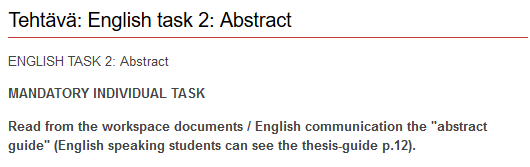 Tehtävä: English task 2: Abstract
ENGLISH TASK 2: Abstract
MANDATORY INDIVIDUAL TASK
Read from the workspace documents / English communication the "abstract
guide" (English speaking students can see the thesis-guide p.12).